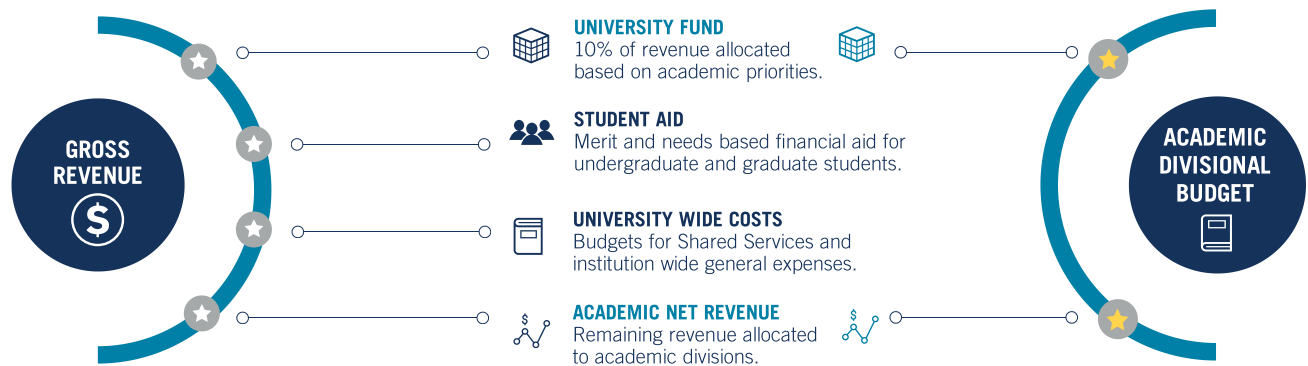 GROSS
REVENUE
$
UNIVERSITY FUND
10% of revenue allocated
based on academic priorities.
STUDENT AID
Merit and needs based financial aid for
undergraduate and graduate students.
UNIVERSITY WIDE COSTS
Budgets for Shared Services and
institution wide general expenses.
$
ACADEMIC NET REVENUE
Remaining revenue allocated
to academic divisions.
$
ACADEMIC
DIVISIONAL
BUDGET